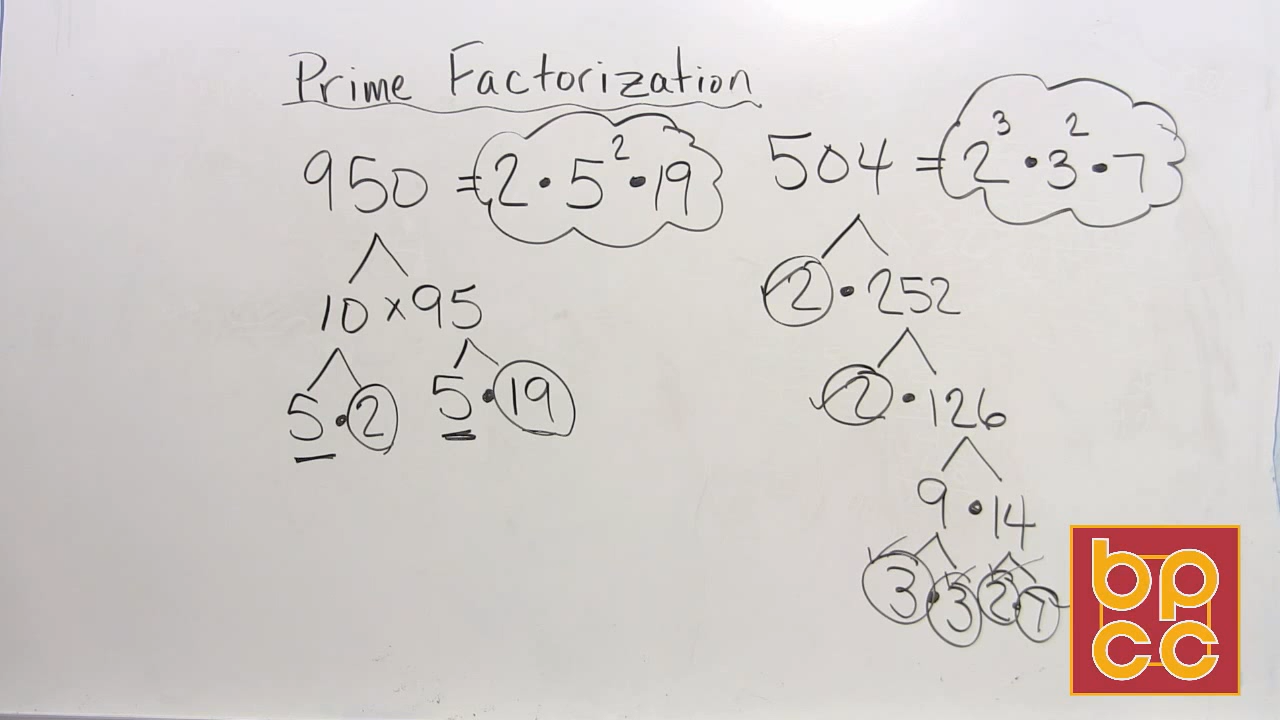 Prime Factorization
950 = 2 · 5² · 19
10 x 95
5 · 2 5 · 19
504 = 2³ · 3² · 7
2 · 252
2 · 126
9 · 14
3 · 3 2 · 7
bp
cc